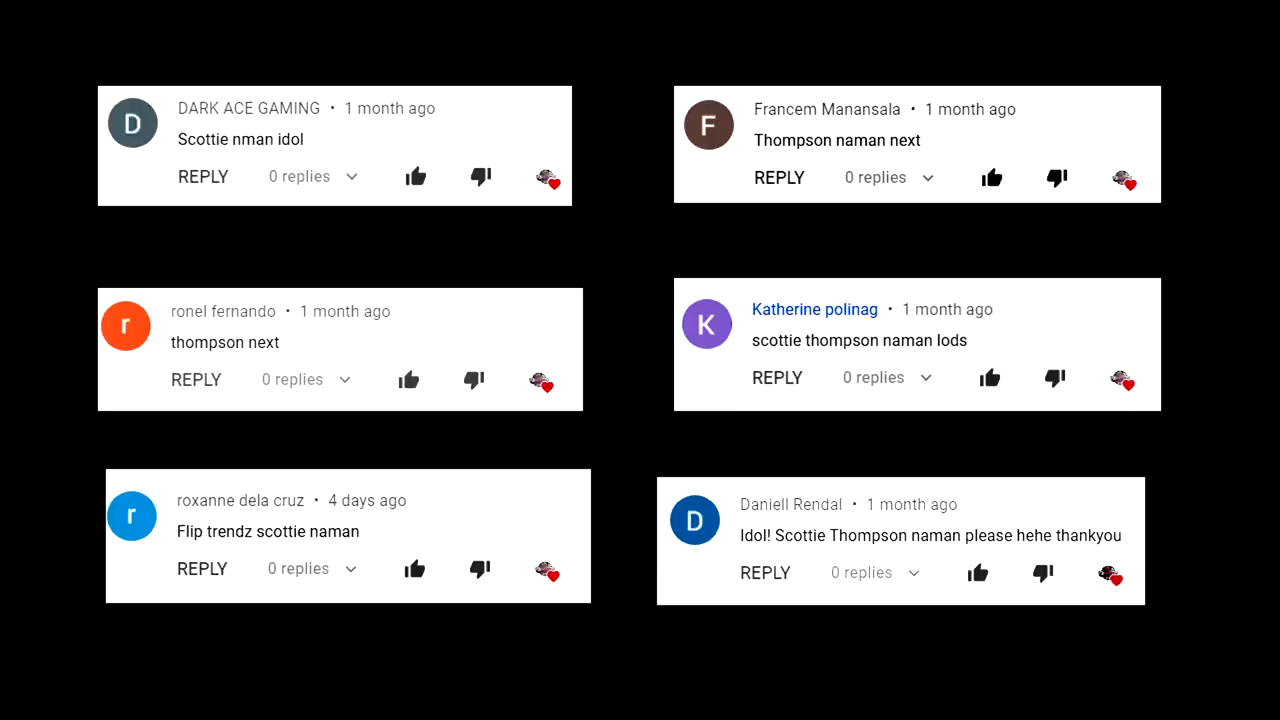 D
DARK ACE GAMING • 1 month ago
Scottie nman idol
REPLY 0 replies
F
Francem Manansala • 1 month ago
Thompson naman next
REPLY 0 replies
r
ronel fernando • 1 month ago
thompson next
REPLY 0 replies
K
Katherine polinag • 1 month ago
scottie thompson naman lods
REPLY 0 replies
r
roxanne dela cruz • 4 days ago
Flip trendz scottie naman
REPLY 0 replies
D
Daniell Rendal • 1 month ago
Idol! Scottie Thompson naman please hehe thankyou
REPLY 0 replies